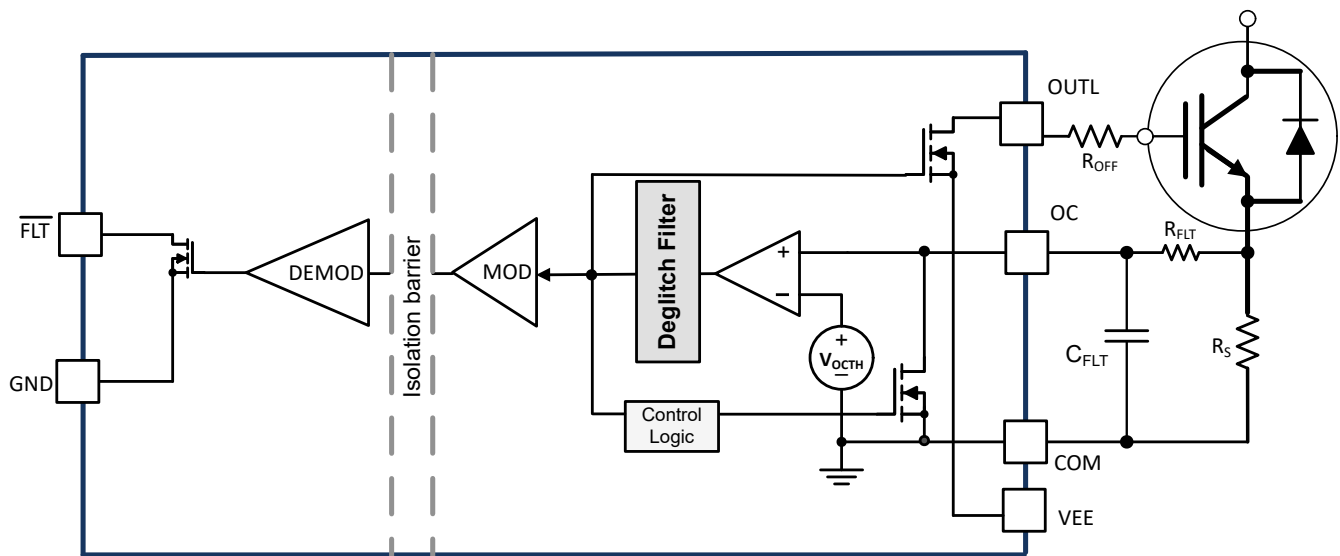 OUTL
R_OFF
FLT
OC
R_FLT
DEMOD
Isolation barrier
MOD
Deglitch Filter
+
−
+
V_OCTH
−
C_FLT
R_S
GND
Control
Logic
COM
VEE